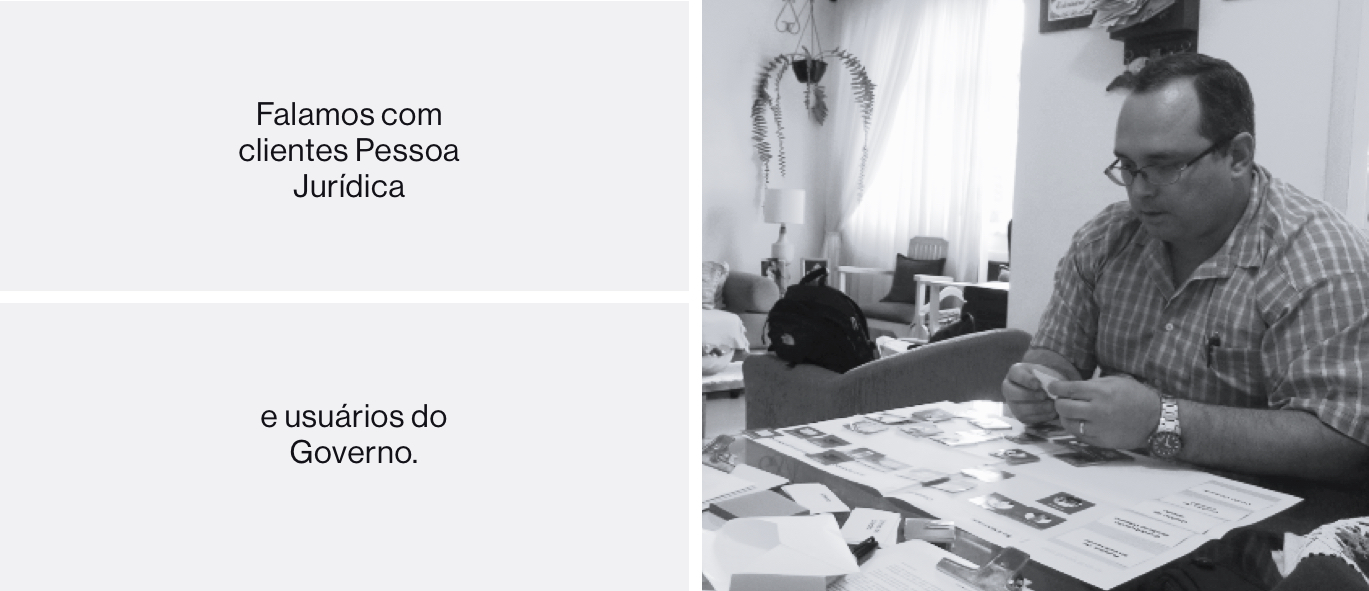 Falamos com
clientes Pessoa
Jurídica
e usuários do
Governo.